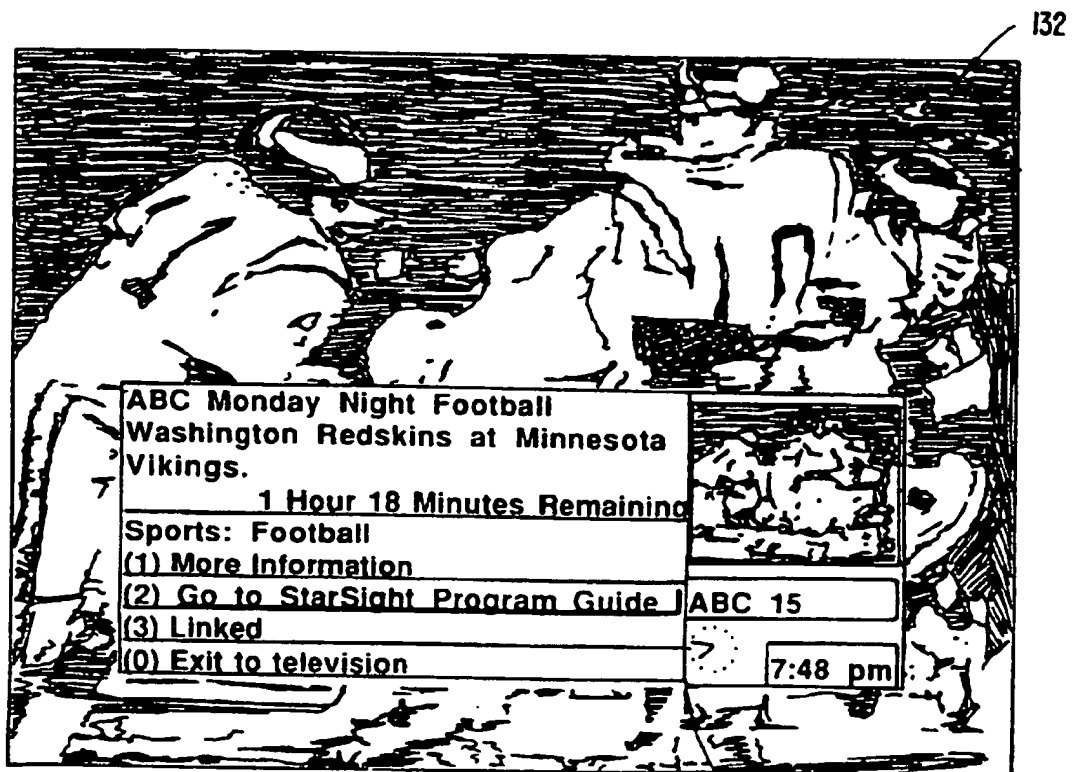 132
ABC Monday Night Football
Washington Redskins at Minnesota
Vikings.
1 Hour 18 Minutes Remaining
Sports: Football
(1) More Information
(2) Go to StarSight Program Guide
ABC 15
(3) Linked
(0) Exit to television
7:48 pm